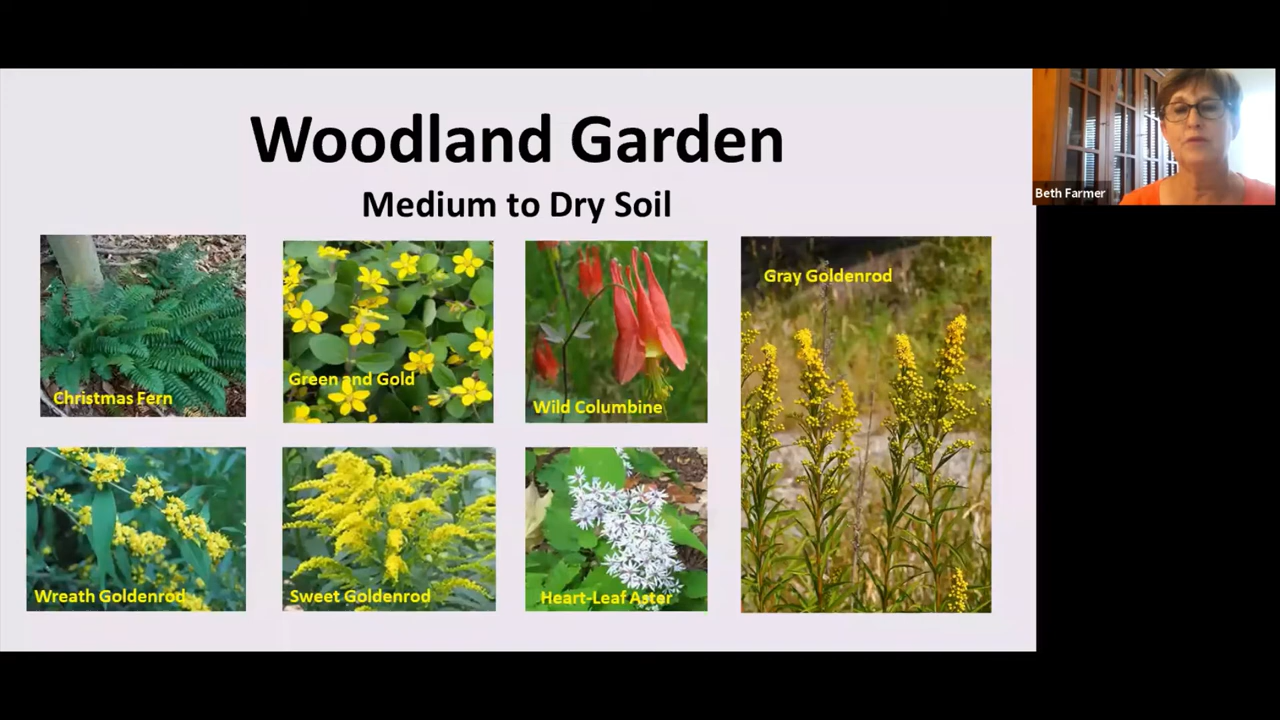 Woodland Garden
Medium to Dry Soil
Beth Farmer
Gray Goldenrod
Christmas Fern
Green and Gold
Wild Columbine
Wreath Goldenrod
Sweet Goldenrod
Heart-Leaf Aster